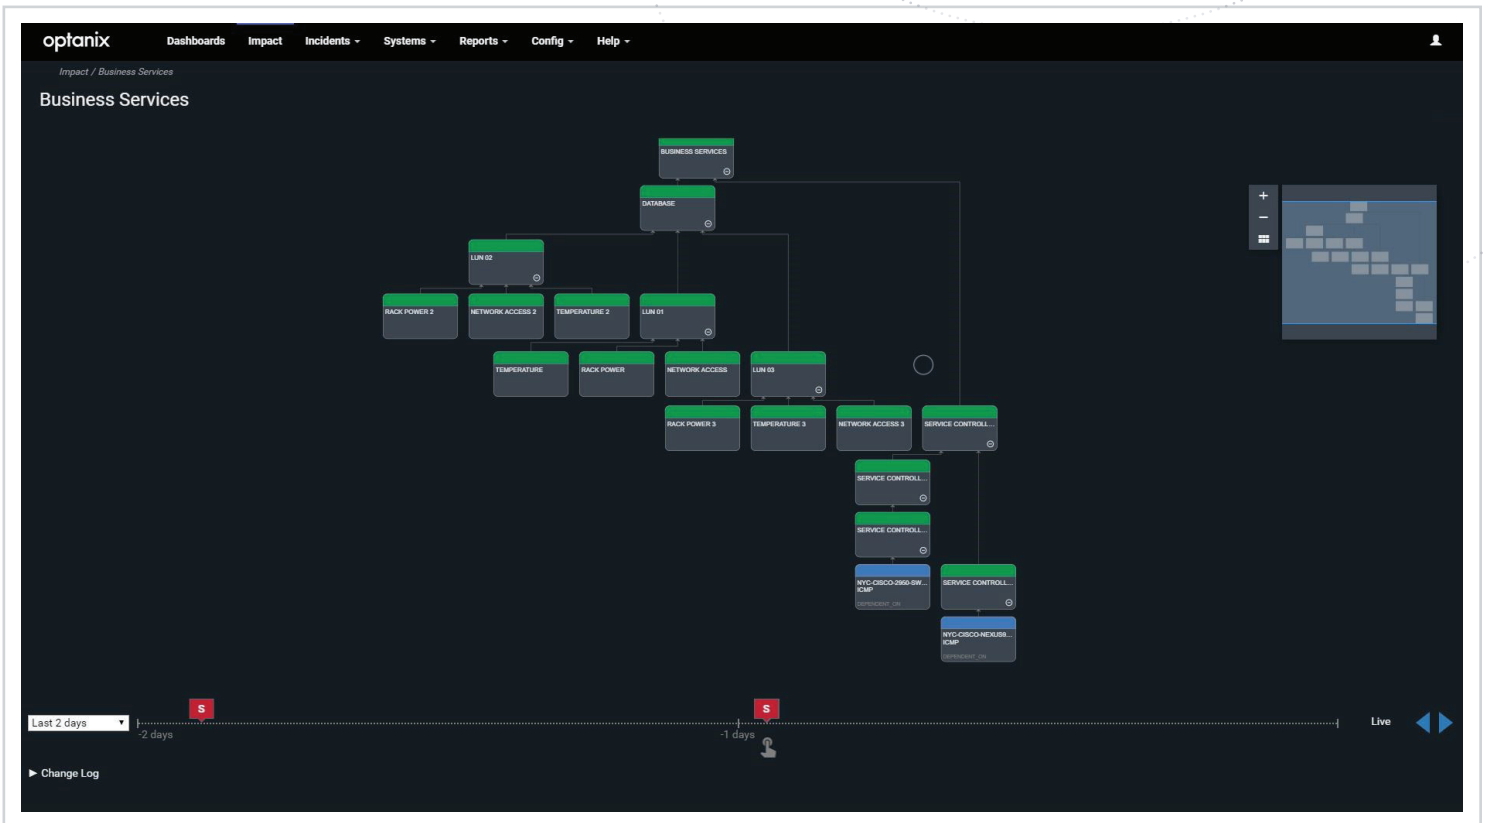 optanix
Dashboards Impact Incidents Systems Reports Config Help
Impact / Business Services
Business Services
BUSINESS SERVICES
DATABASE
LUN 02
RACK POWER 2 NETWORK ACCESS 2 TEMPERATURE 2 LUN 01
TEMPERATURE RACK POWER NETWORK ACCESS LUN 03
RACK POWER 3 TEMPERATURE 3 NETWORK ACCESS 3 SERVICE CONTROLL...
SERVICE CONTROLL...
SERVICE CONTROLL...
NYC-CISCO-2950-SW... SERVICE CONTROLL...
ICMP
DEPENDENT_ON
NYC-CISCO-NEXUS9...
ICMP
DEPENDENT_ON
S S
Last 2 days Live
-2 days -1 days
Change Log